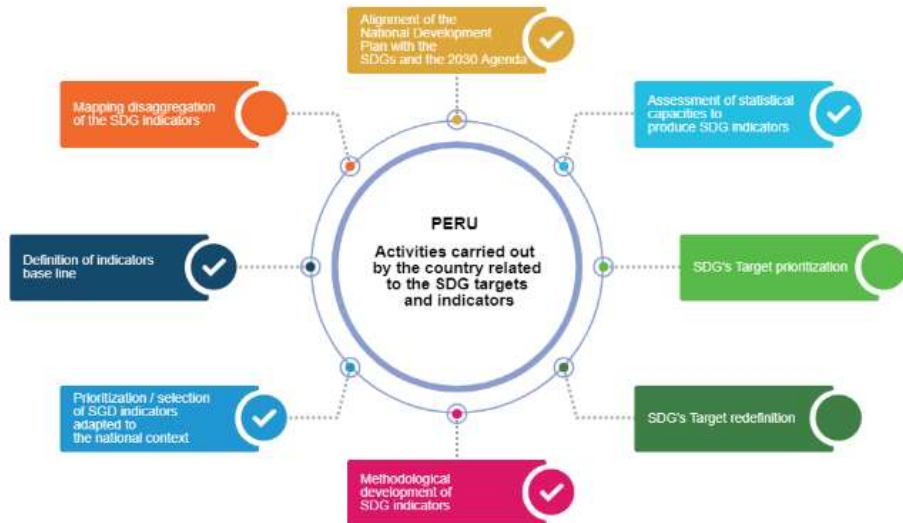 Alignment of the
National Development
Plan with the
SDGs and the 2030 Agenda
Mapping disaggregation
of the SDG indicators
Assessment of statistical
capacities to
produce SDG indicators
PERU
Activities carried out
by the country related
to the SDG targets
and indicators
Definition of indicators
base line
SDG's Target prioritization
Prioritization / selection
of SGD indicators
adapted to
the national context
SDG's Target redefinition
Methodological
development of
SDG indicators